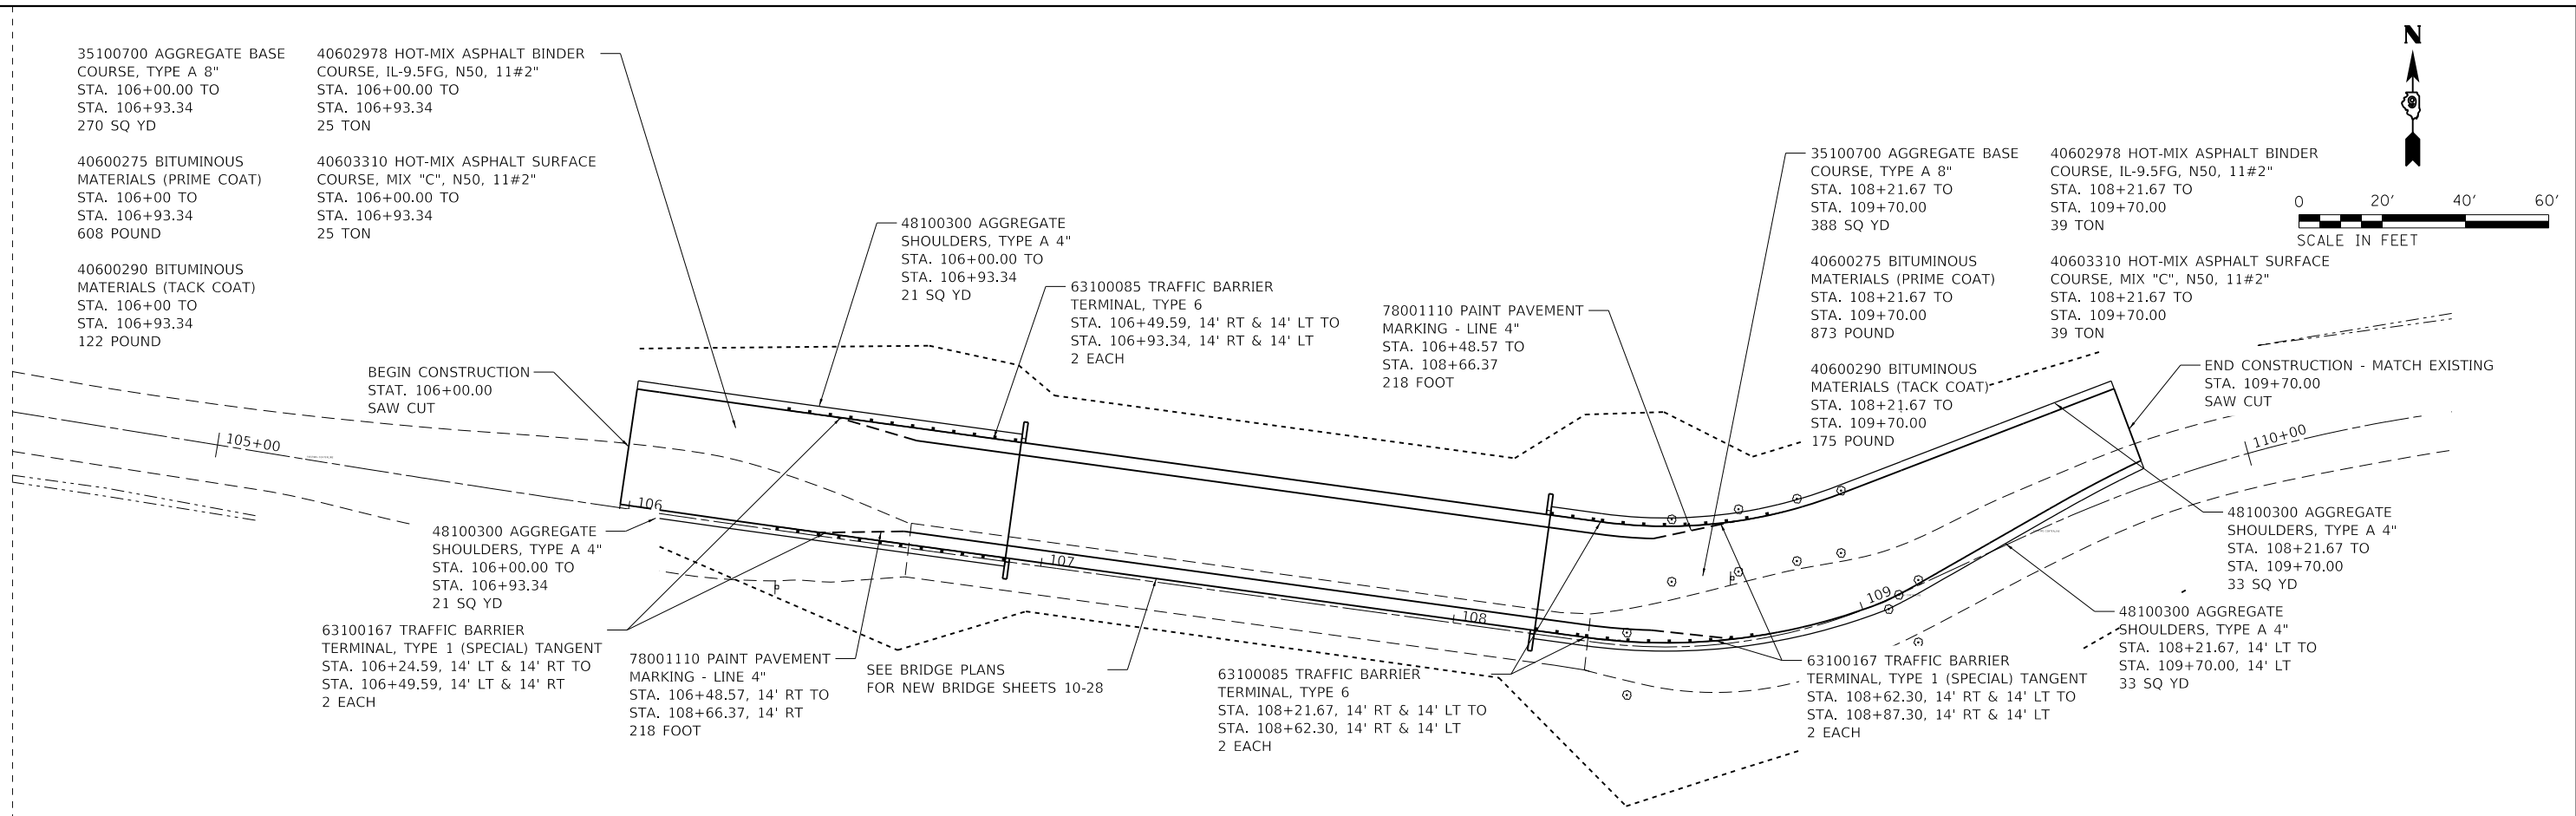 35100700 AGGREGATE BASE
COURSE, TYPE A 8"
STA. 106+00.00 TO
STA. 106+93.34
270 SQ YD
40602978 HOT-MIX ASPHALT BINDER
COURSE, IL-9.5FG, N50, 11#2"
STA. 106+00.00 TO
STA. 106+93.34
25 TON
40600275 BITUMINOUS
MATERIALS (PRIME COAT)
STA. 106+00 TO
STA. 106+93.34
608 POUND
40603310 HOT-MIX ASPHALT SURFACE
COURSE, MIX "C", N50, 11#2"
STA. 106+00.00 TO
STA. 106+93.34
25 TON
40600290 BITUMINOUS
MATERIALS (TACK COAT)
STA. 106+00 TO
STA. 106+93.34
122 POUND
BEGIN CONSTRUCTION
STAT. 106+00.00
SAW CUT
48100300 AGGREGATE
SHOULDERS, TYPE A 4"
STA. 106+00.00 TO
STA. 106+93.34
21 SQ YD
63100085 TRAFFIC BARRIER
TERMINAL, TYPE 6
STA. 106+49.59, 14' RT & 14' LT TO
STA. 106+93.34, 14' RT & 14' LT
2 EACH
78001110 PAINT PAVEMENT
MARKING - LINE 4"
STA. 106+48.57 TO
STA. 108+66.37
218 FOOT
35100700 AGGREGATE BASE
COURSE, TYPE A 8"
STA. 108+21.67 TO
STA. 109+70.00
388 SQ YD
40602978 HOT-MIX ASPHALT BINDER
COURSE, IL-9.5FG, N50, 11#2"
STA. 108+21.67 TO
STA. 109+70.00
39 TON
40600275 BITUMINOUS
MATERIALS (PRIME COAT)
STA. 108+21.67 TO
STA. 109+70.00
873 POUND
40603310 HOT-MIX ASPHALT SURFACE
COURSE, MIX "C", N50, 11#2"
STA. 108+21.67 TO
STA. 109+70.00
39 TON
40600290 BITUMINOUS
MATERIALS (TACK COAT)
STA. 108+21.67 TO
STA. 109+70.00
175 POUND
N
0 20' 40' 60'
SCALE IN FEET
END CONSTRUCTION - MATCH EXISTING
STA. 109+70.00
SAW CUT
105+00
106
107
108
109
110+00
48100300 AGGREGATE
SHOULDERS, TYPE A 4"
STA. 106+00.00 TO
STA. 106+93.34
21 SQ YD
63100167 TRAFFIC BARRIER
TERMINAL, TYPE 1 (SPECIAL) TANGENT
STA. 106+24.59, 14' LT & 14' RT TO
STA. 106+49.59, 14' LT & 14' RT
2 EACH
78001110 PAINT PAVEMENT
MARKING - LINE 4"
STA. 106+48.57, 14' RT TO
STA. 108+66.37, 14' RT
218 FOOT
SEE BRIDGE PLANS
FOR NEW BRIDGE SHEETS 10-28
63100085 TRAFFIC BARRIER
TERMINAL, TYPE 6
STA. 108+21.67, 14' RT & 14' LT TO
STA. 108+62.30, 14' RT & 14' LT
2 EACH
63100167 TRAFFIC BARRIER
TERMINAL, TYPE 1 (SPECIAL) TANGENT
STA. 108+62.30, 14' RT & 14' LT TO
STA. 108+87.30, 14' RT & 14' LT
2 EACH
48100300 AGGREGATE
SHOULDERS, TYPE A 4"
STA. 108+21.67 TO
STA. 109+70.00
33 SQ YD
48100300 AGGREGATE
SHOULDERS, TYPE A 4"
STA. 108+21.67, 14' LT TO
STA. 109+70.00, 14' LT
33 SQ YD